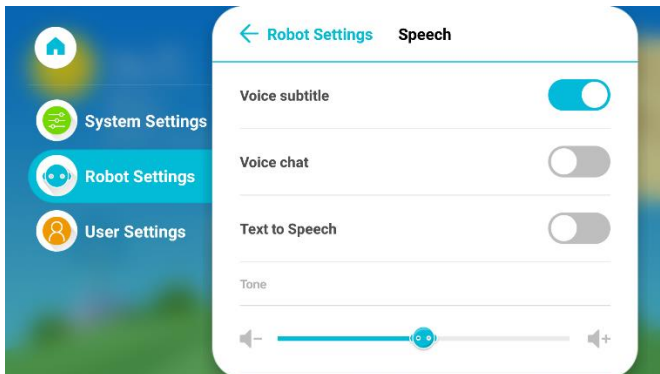 Robot Settings Speech
System Settings
Robot Settings
User Settings
Voice subtitle
Voice chat
Text to Speech
Tone